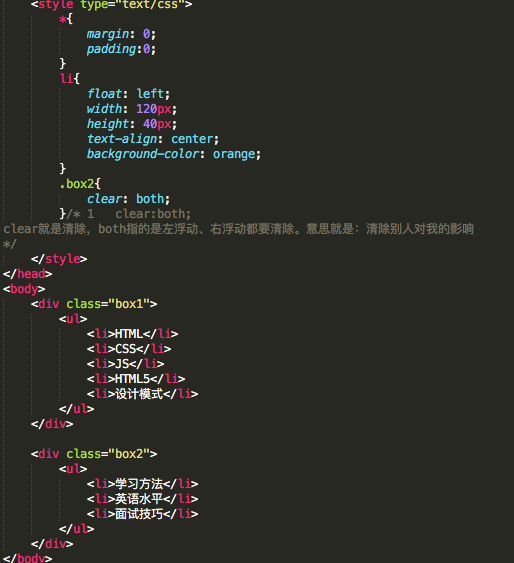 <style type="text/css">
*{
margin: 0;
padding:0;
}
li{
float: left;
width: 120px;
height: 40px;
text-align: center;
background-color: orange;
}
.box2{
clear: both;
}/* 1   clear:both;
clear就是清除，both指的是左浮动、右浮动都要清除。意思就是：清除别人对我的影响
*/
</style>
</head>
<body>
<div class="box1">
<ul>
<li>HTML</li>
<li>CSS</li>
<li>JS</li>
<li>HTML5</li>
<li>设计模式</li>
</ul>
</div>
<div class="box2">
<ul>
<li>学习方法</li>
<li>英语水平</li>
<li>面试技巧</li>
</ul>
</div>
</body>